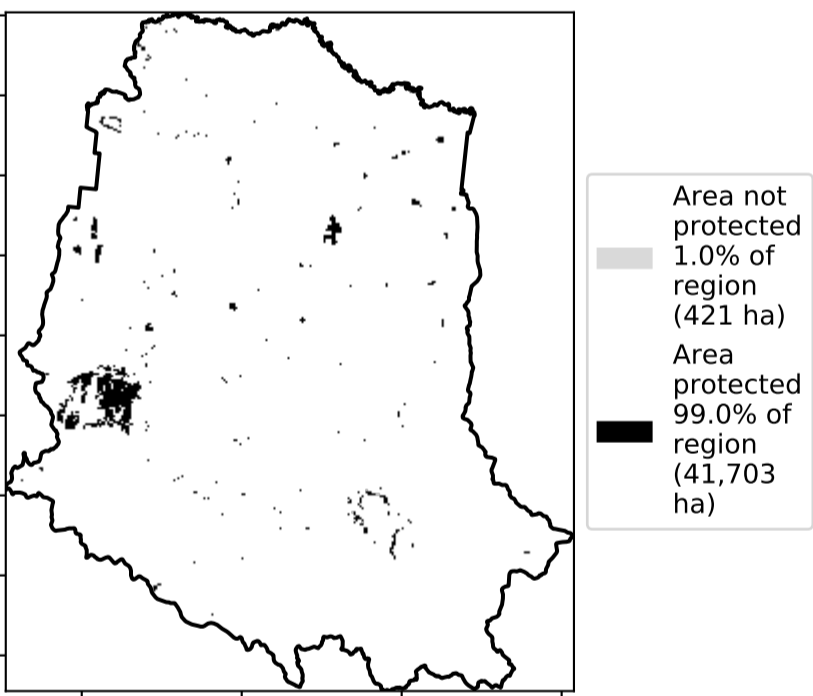 Area not
protected
1.0% of
region
(421 ha)
Area
protected
99.0% of
region
(41,703
ha)